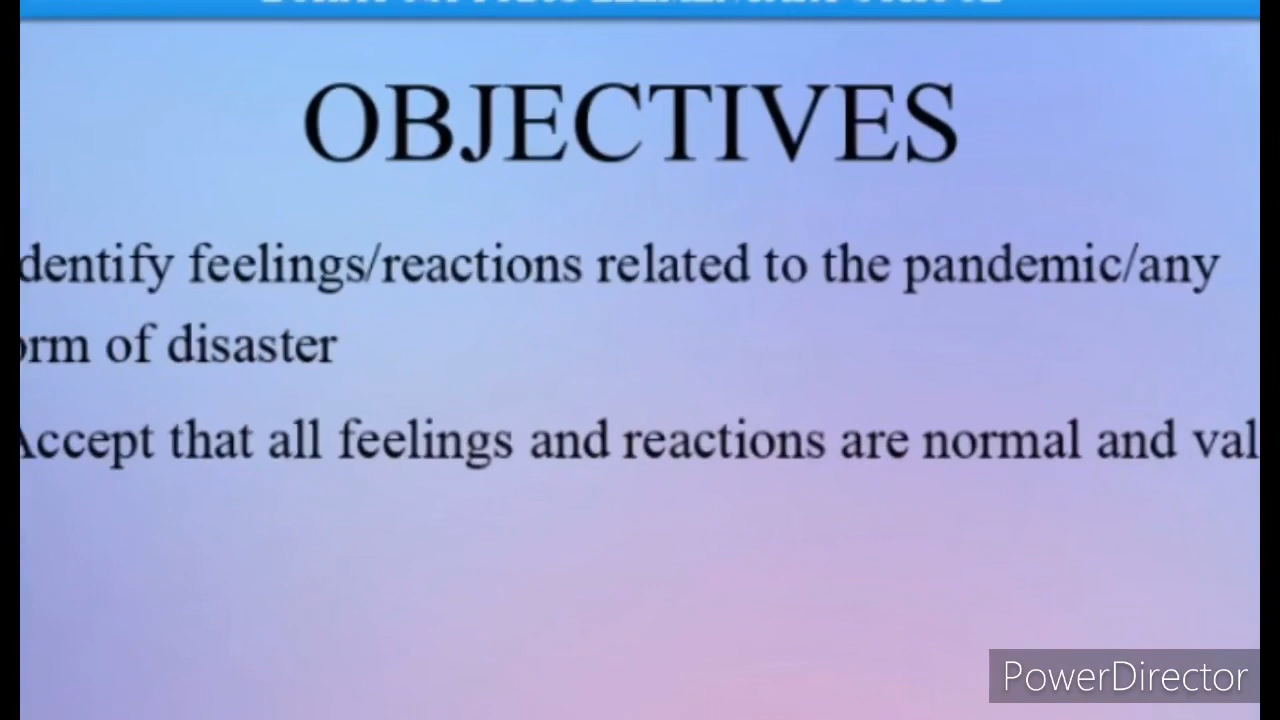 OBJECTIVES
dentify feelings/reactions related to the pandemic/any
orm of disaster
Accept that all feelings and reactions are normal and val
PowerDirector